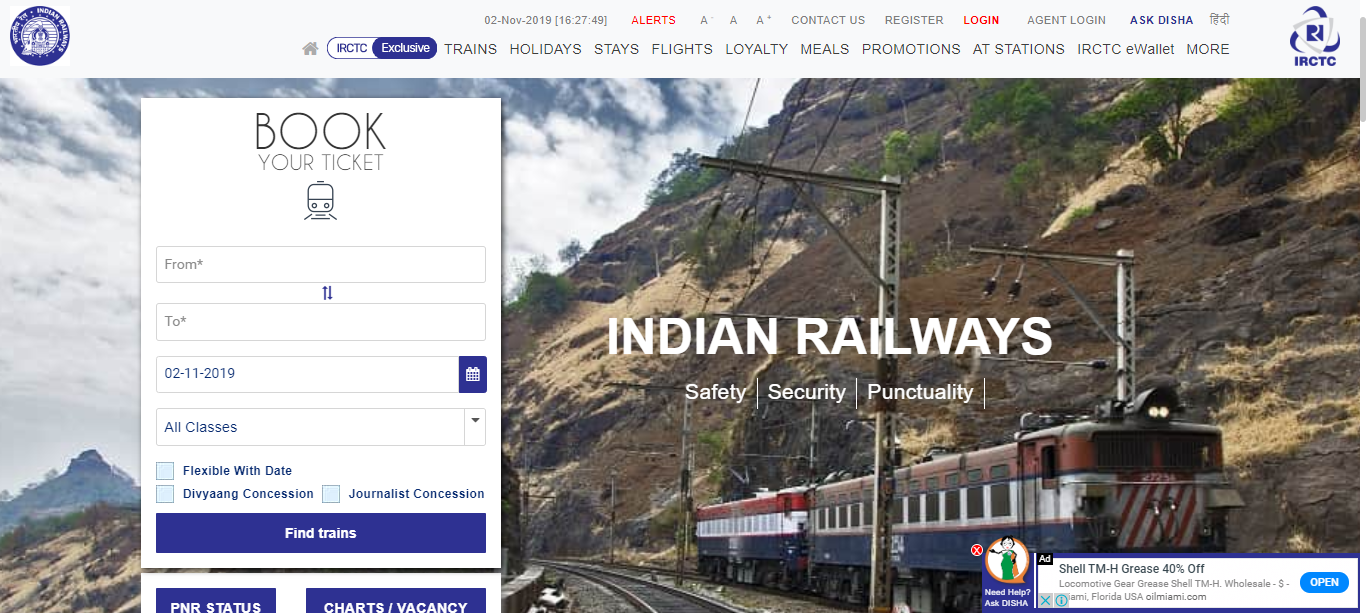 INDIAN RAILWAYS
02-Nov-2019 [16:27:49] ALERTS A- A A+ CONTACT US REGISTER LOGIN AGENT LOGIN ASK DISHA हिंदी
IRCTC Exclusive TRAINS HOLIDAYS STAYS FLIGHTS LOYALTY MEALS PROMOTIONS AT STATIONS IRCTC eWallet MORE
IRCTC
BOOK
YOUR TICKET
From*
To*
02-11-2019
All Classes
Flexible With Date
Divyaang Concession Journalist Concession
Find trains
PNR STATUS CHARTS / VACANCY
INDIAN RAILWAYS
Safety Security Punctuality
Need Help?
Ask DISHA
Ad
Shell TM-H Grease 40% Off
Locomotive Gear Grease Shell TM-H. Wholesale - $ -
Florida USA oilmiami.com
OPEN